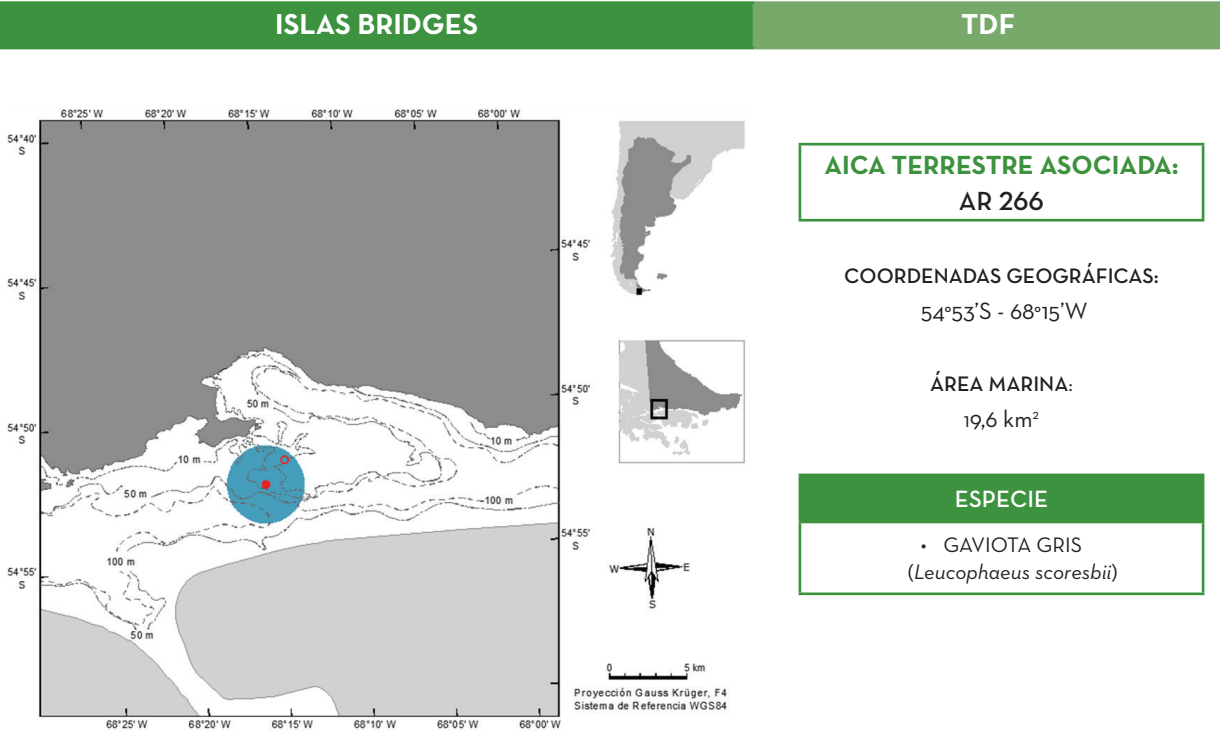 ISLAS BRIDGES
TDF
68°25' W 68°20' W 68°15' W 68°10' W 68°05' W 68°00' W
54°40'
S
54°45'
S
54°45'
S
54°50'
S
50 m
54°50'
S
10 m
10 m
50 m
100 m
54°55'
S
100 m
54°55'
S
50 m
68°25' W 68°20' W 68°15' W 68°10' W 68°05' W 68°00' W
N
W E
S
0 5 km
Proyección Gauss Krüger, F4
Sistema de Referencia WGS84
AICA TERRESTRE ASOCIADA:
AR 266
COORDENADAS GEOGRÁFICAS:
54°53'S - 68°15'W
ÁREA MARINA:
19,6 km²
ESPECIE
• GAVIOTA GRIS
(Leucophaeus scoresbii)